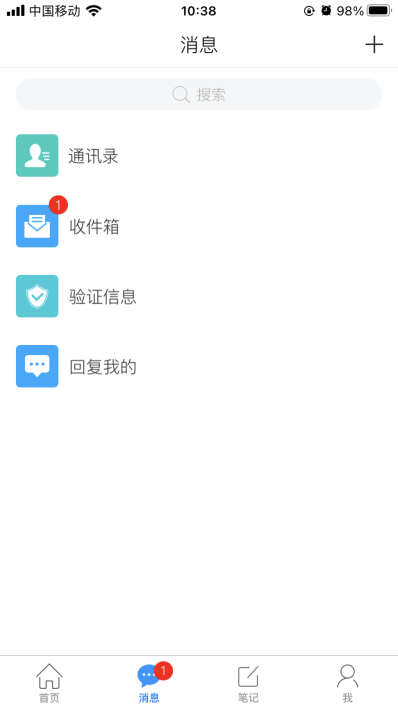 中国移动 10:38 98%
消息
搜索
通讯录
1
收件箱
验证信息
回复我的
1
首页 消息 笔记 我